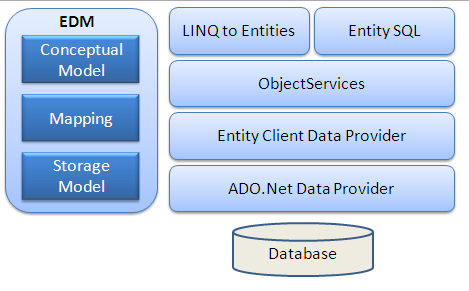 EDM
Conceptual
Model
Mapping
Storage
Model
LINQ to Entities
Entity SQL
ObjectServices
Entity Client Data Provider
ADO.Net Data Provider
Database